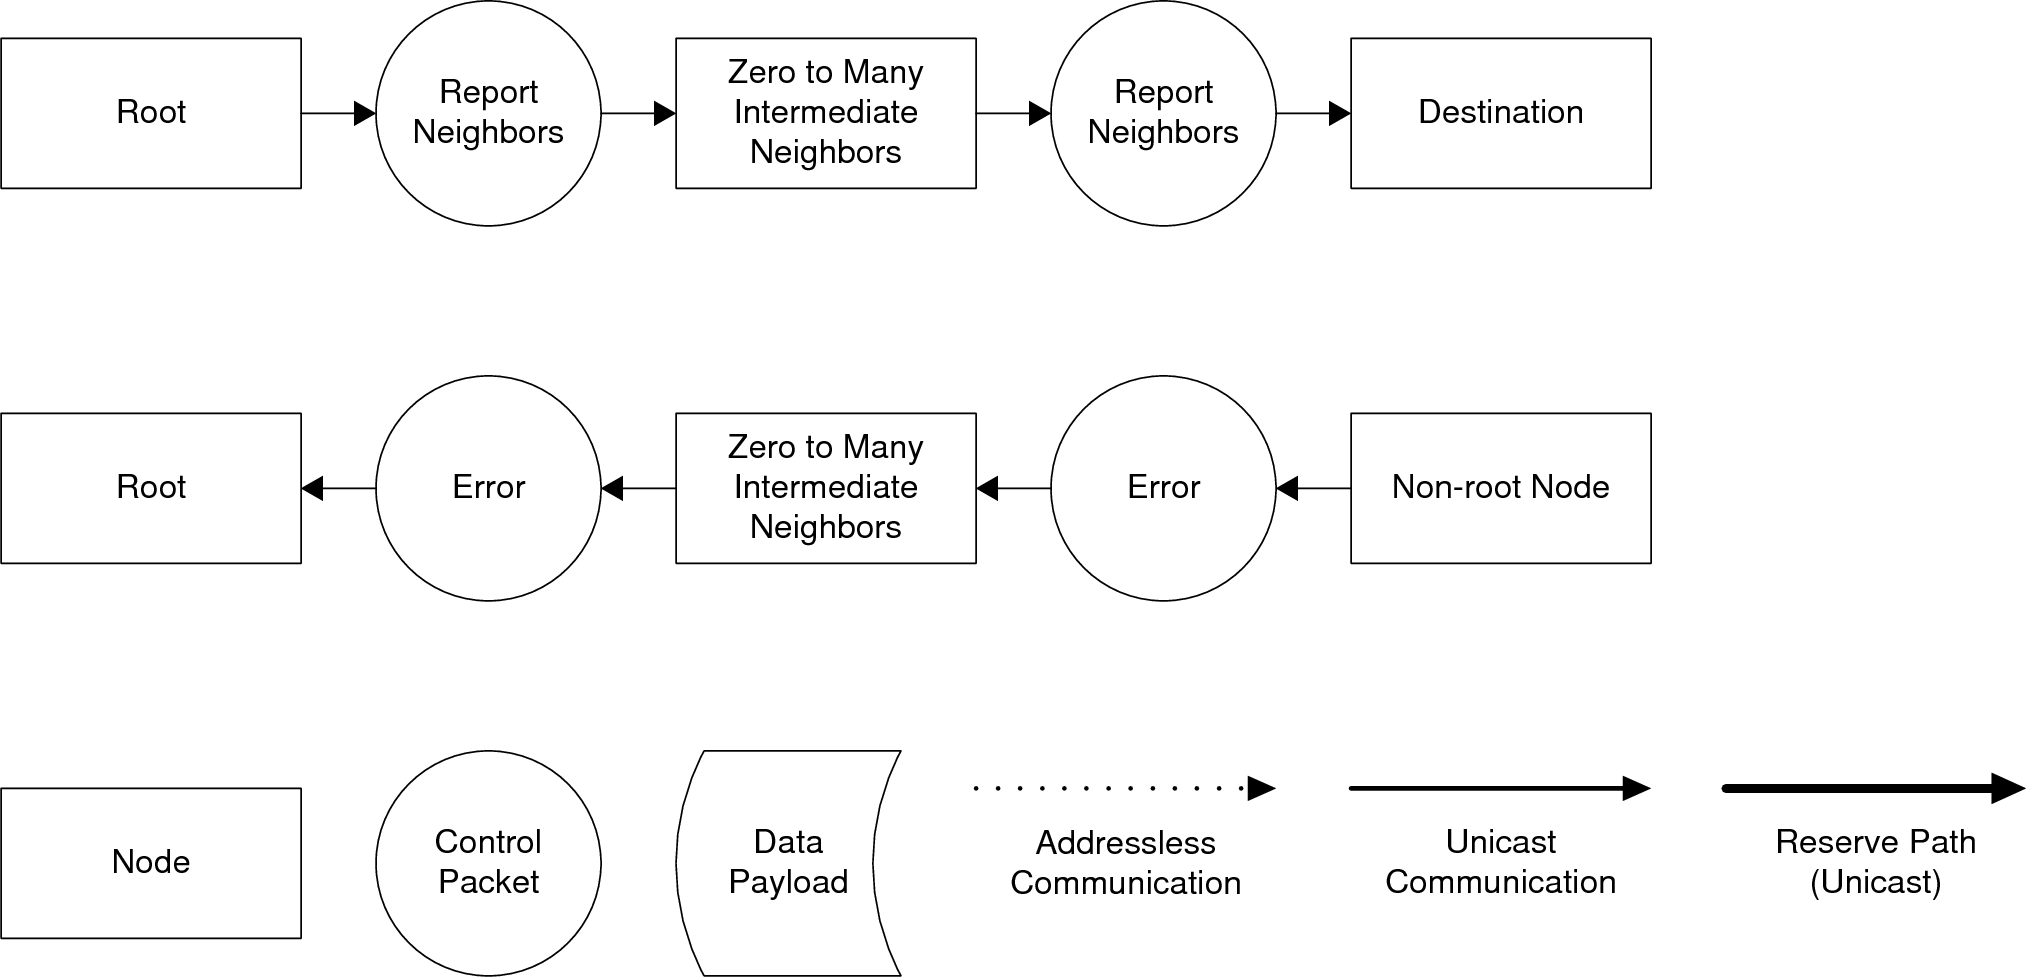 Root
Report
Neighbors
Zero to Many
Intermediate
Neighbors
Report
Neighbors
Destination
Root
Error
Zero to Many
Intermediate
Neighbors
Error
Non-root Node
Node
Control
Packet
Data
Payload
Addressless
Communication
Unicast
Communication
Reserve Path
(Unicast)